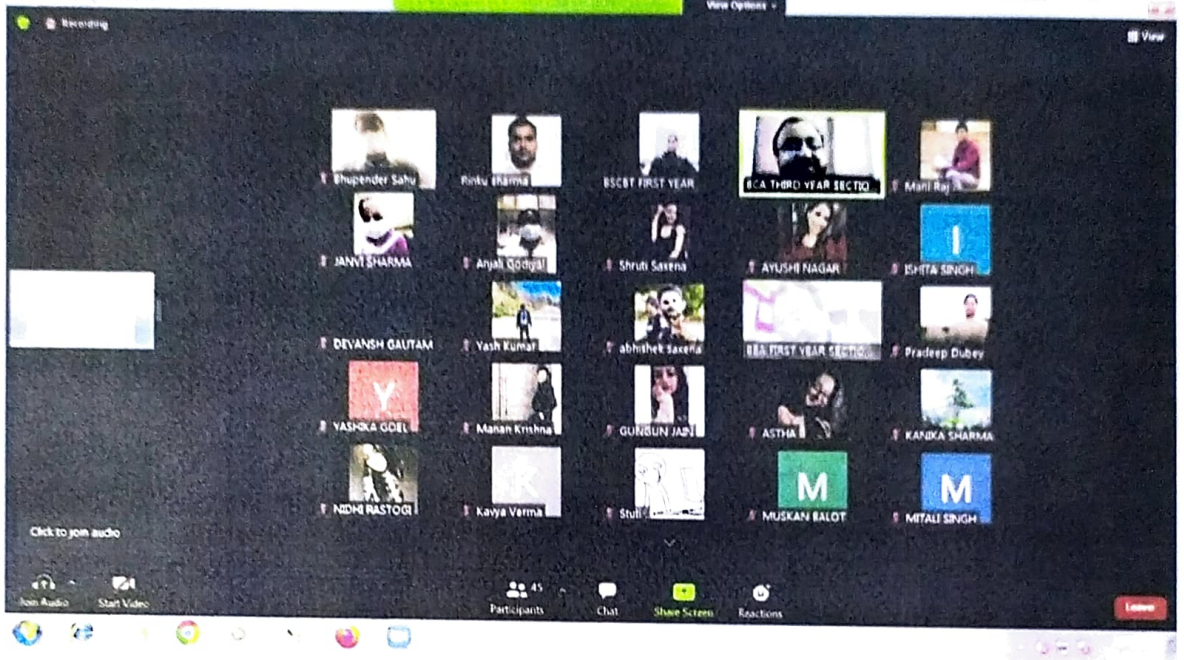 View Options
Recording
View
Bhupender Sahu
Rinku sharma
BSCBT FIRST YEAR
BCA THIRD YEAR SECTIO...
Mani Raj
JANVI SHARMA
Anjali Godiyal
Shruti Saxena
AYUSHI NAGAR
I
ISHITA SINGH
DEVANSH GAUTAM
Yash Kumar
abhishek saxena
BBA FIRST YEAR SECTIO...
Pradeep Dubey
Y
YASHIKA GOEL
Manan Krishna
GUNGUN JAIN
ASTHA
KANIKA SHARMA
NIDHI RASTOGI
K
Kavya Verma
Stuti
M
MUSKAN BALOT
M
MITALI SINGH
Click to join audio
Join Audio
Start Video
45
Participants
Chat
Share Screen
Reactions
Leave